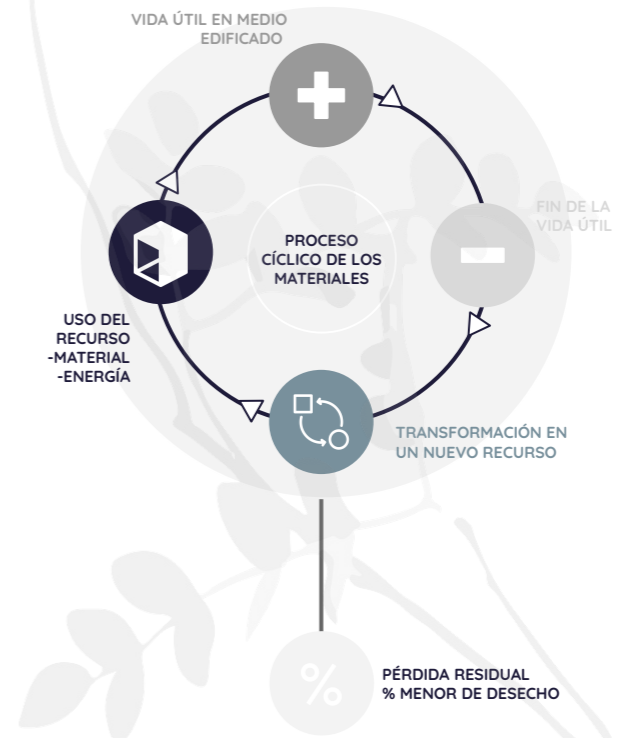 VIDA ÚTIL EN MEDIO
EDIFICADO
FIN DE LA
VIDA ÚTIL
PROCESO
CÍCLICO DE LOS
MATERIALES
USO DEL
RECURSO
-MATERIAL
-ENERGÍA
TRANSFORMACIÓN EN
UN NUEVO RECURSO
%
PÉRDIDA RESIDUAL
% MENOR DE DESECHO